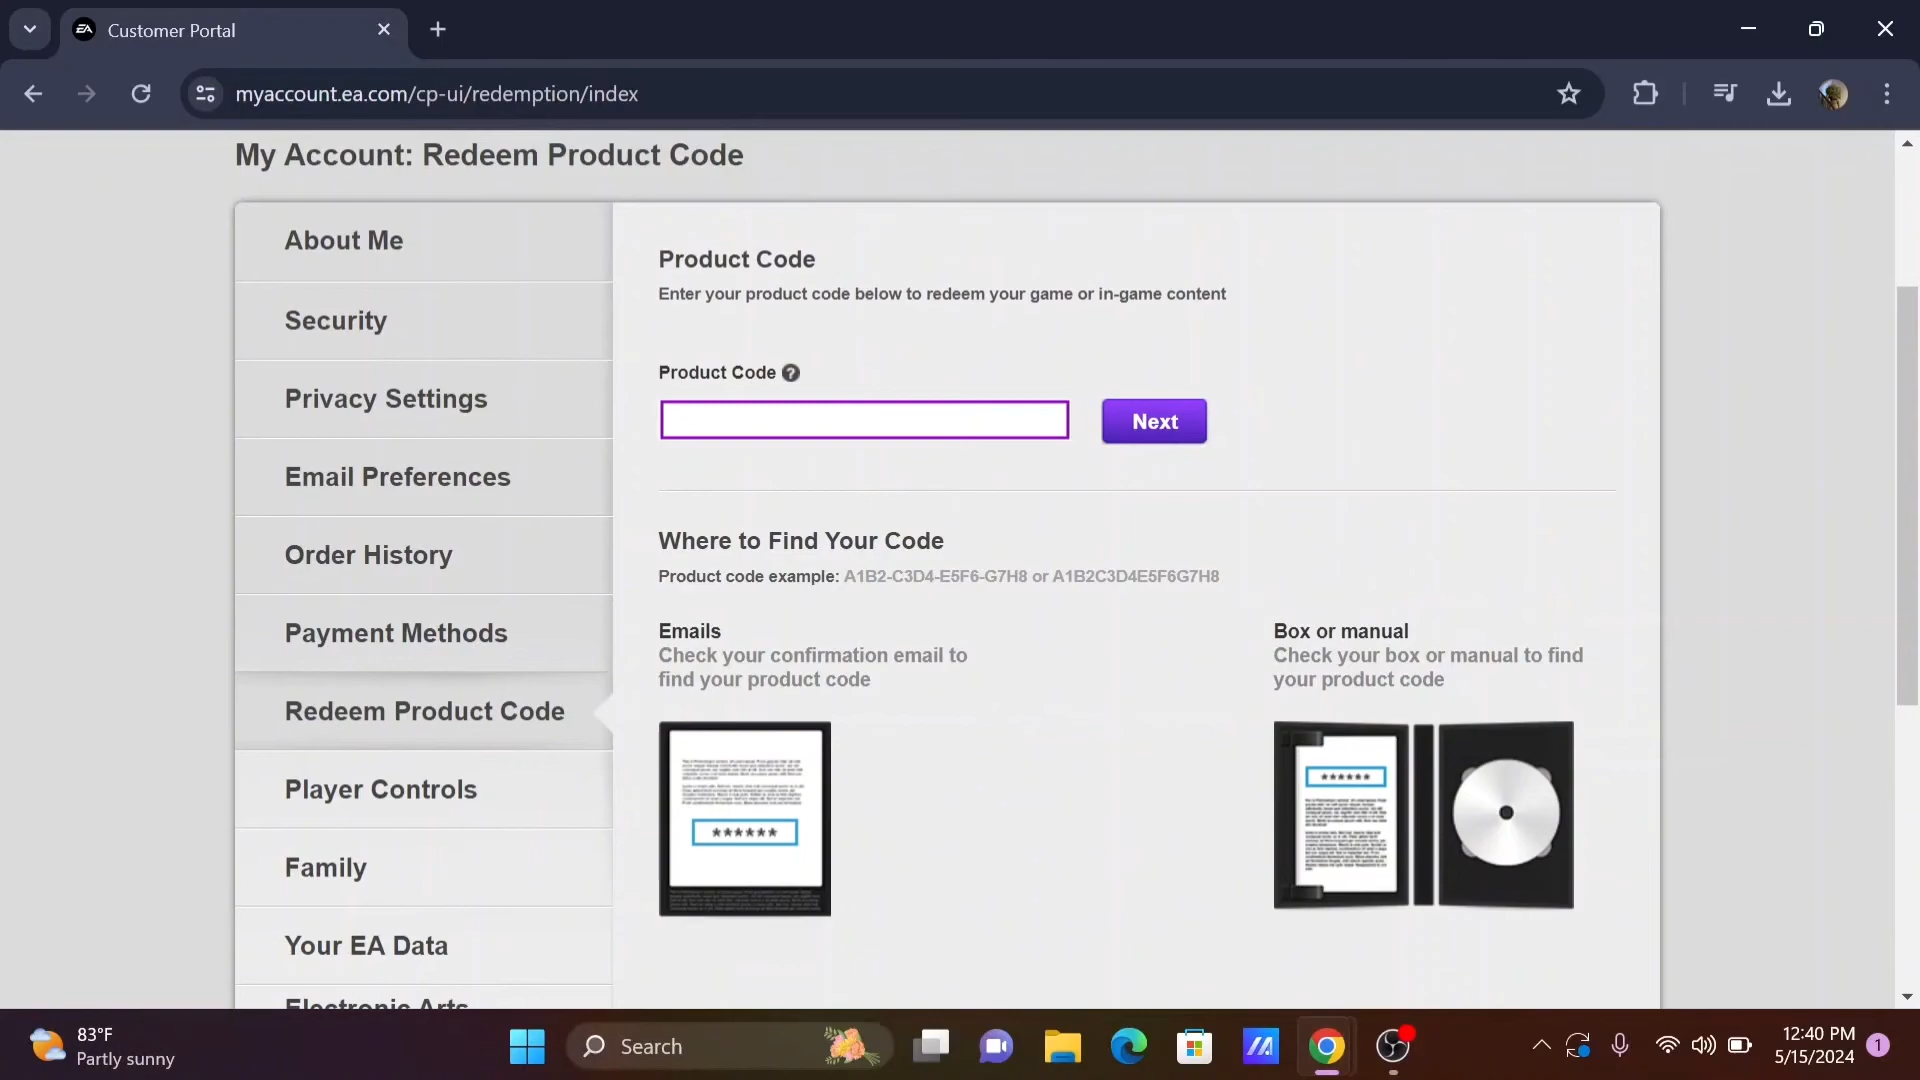 Customer Portal
myaccount.ea.com/cp-ui/redemption/index
My Account: Redeem Product Code
About Me
Security
Privacy Settings
Email Preferences
Order History
Payment Methods
Redeem Product Code
Player Controls
Family
Your EA Data
Electronic Arts
Product Code
Enter your product code below to redeem your game or in-game content
Product Code ?
Next
Where to Find Your Code
Product code example: A1B2-C3D4-E5F6-G7H8 or A1B2C3D4E5F6G7H8
Emails
Check your confirmation email to
find your product code
******
Box or manual
Check your box or manual to find
your product code
******
83°F
Partly sunny
Search
12:40 PM
5/15/2024
1